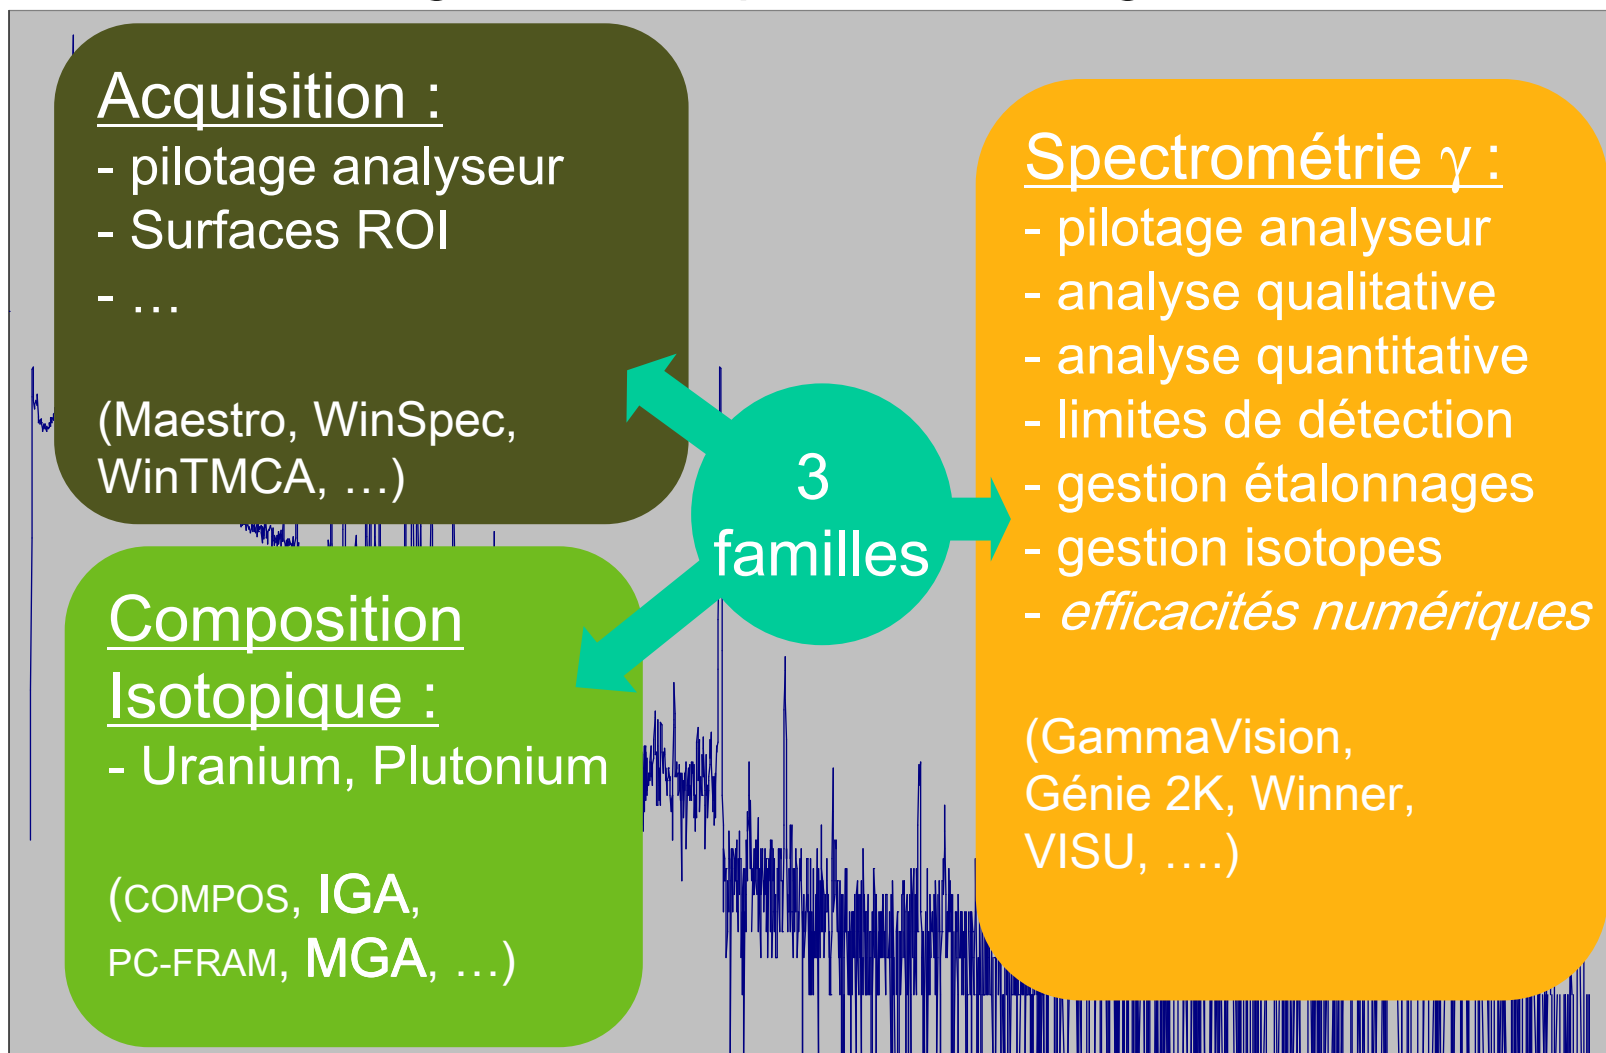 Acquisition :
- pilotage analyseur
- Surfaces ROI
- …
(Maestro, WinSpec,
WinTMCA, …)
Composition
Isotopique :
- Uranium, Plutonium
(COMPOS, IGA,
PC-FRAM, MGA, …)
3
familles
Spectrométrie γ :
- pilotage analyseur
- analyse qualitative
- analyse quantitative
- limites de détection
- gestion étalonnages
- gestion isotopes
- efficacités numériques
(GammaVision,
Génie 2K, Winner,
VISU, ….)